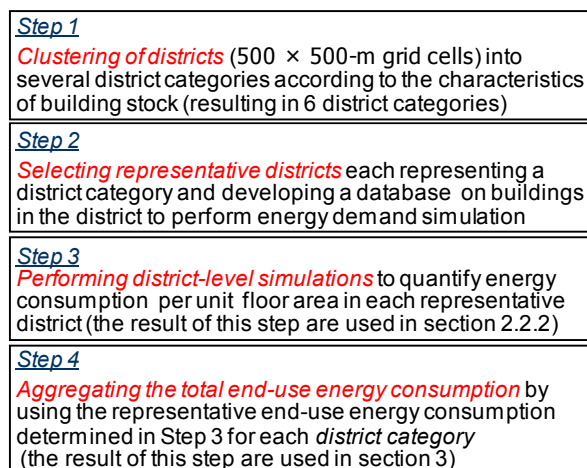 Step 1
Clustering of districts (500 × 500-m grid cells) into
several district categories according to the characteristics
of building stock (resulting in 6 district categories)
Step 2
Selecting representative districts each representing a
district category and developing a database on buildings
in the district to perform energy demand simulation
Step 3
Performing district-level simulations to quantify energy
consumption per unit floor area in each representative
district (the result of this step are used in section 2.2.2)
Step 4
Aggregating the total end-use energy consumption by
using the representative end-use energy consumption
determined in Step 3 for each district category
(the result of this step are used in section 3)